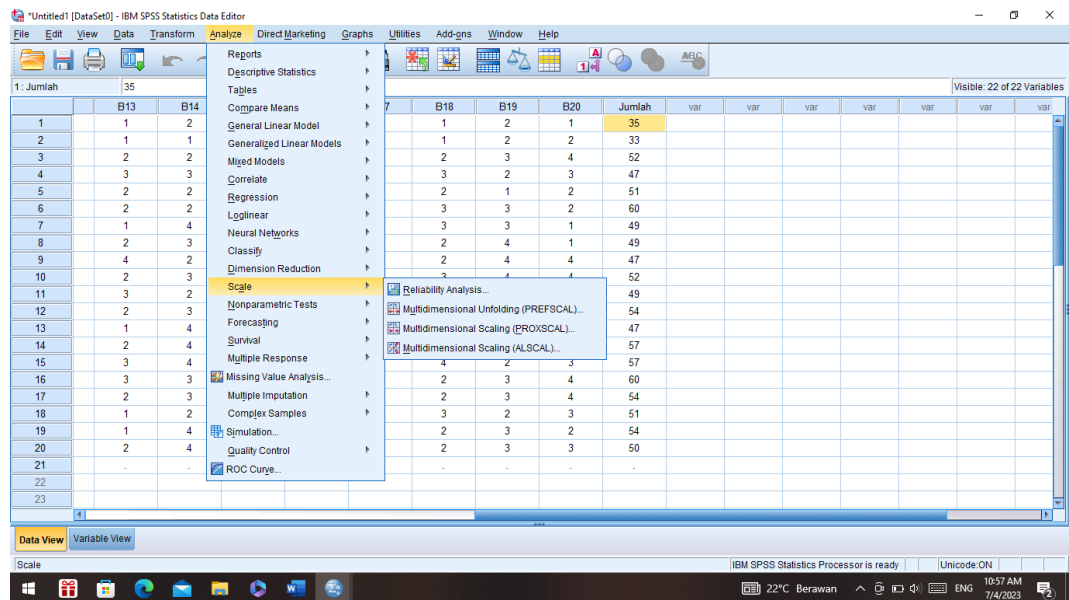 *Untitled1 [DataSet0] - IBM SPSS Statistics Data Editor
File Edit View Data Transform Analyze Direct Marketing Graphs Utilities Add-ons Window Help
1 : Jumlah 35 Visible: 22 of 22 Variables
B13 B14 7 B18 B19 B20 Jumlah var var var var var var var
1 1 2 1 2 1 35
2 1 1 1 2 2 33
3 2 2 2 3 4 52
4 3 3 3 2 3 47
5 2 2 2 1 2 51
6 2 2 3 3 2 60
7 1 4 3 3 1 49
8 2 3 2 4 1 49
9 4 2 2 4 4 47
10 2 3 3 4 4 52
11 3 2 49
12 2 3 54
13 1 4 47
14 2 4 57
15 3 4 4 2 3 57
16 3 3 2 3 4 60
17 2 3 2 3 4 54
18 1 2 3 2 3 51
19 1 4 2 3 2 54
20 2 4 2 3 3 50
21 . . . . . .
22
23
Reports
Descriptive Statistics
Tables
Compare Means
General Linear Model
Generalized Linear Models
Mixed Models
Correlate
Regression
Loglinear
Neural Networks
Classify
Dimension Reduction
Scale
Nonparametric Tests
Forecasting
Survival
Multiple Response
Missing Value Analysis...
Multiple Imputation
Complex Samples
Simulation...
Quality Control
ROC Curve...
Reliability Analysis...
Multidimensional Unfolding (PREFSCAL)...
Multidimensional Scaling (PROXSCAL)...
Multidimensional Scaling (ALSCAL)...
Data View Variable View
Scale IBM SPSS Statistics Processor is ready Unicode:ON
22°C Berawan ENG 10:57 AM
7/4/2023